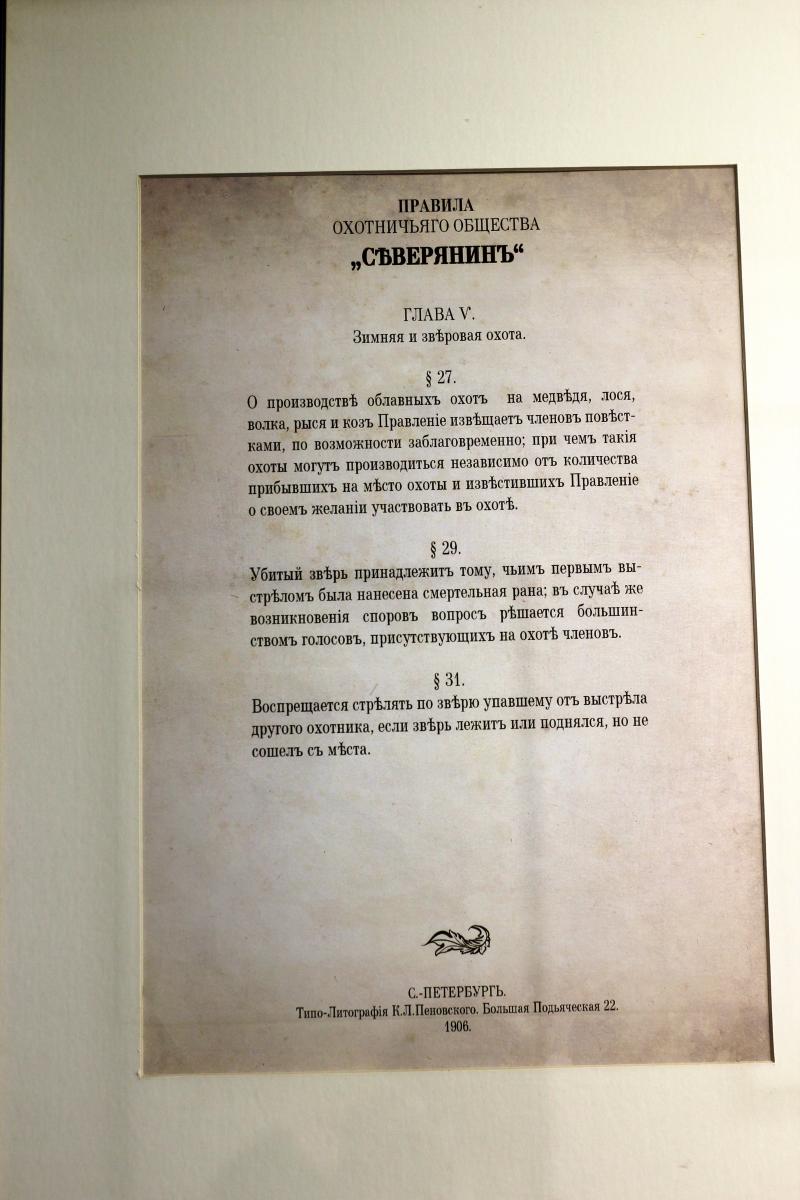 ПРАВИЛА
ОХОТНИЧЬЯГО ОБЩЕСТВА
„СѢВЕРЯНИНЪ“
ГЛАВА V.
Зимняя и звѣровая охота.
§ 27.
О производствѣ облавныхъ охотъ на медвѣдя, лося,
волка, рыся и козъ Правленіе извѣщаетъ членовъ повѣст-
ками, по возможности заблаговременно; при чемъ такія
охоты могутъ производиться независимо отъ количества
прибывшихъ на мѣсто охоты и извѣстившихъ Правленіе
о своемъ желаніи участвовать въ охотѣ.
§ 29.
Убитый звѣрь принадлежитъ тому, чьимъ первымъ вы-
стрѣломъ была нанесена смертельная рана; въ случаѣ же
возникновенія споровъ вопросъ рѣшается большин-
ствомъ голосовъ, присутствующихъ на охотѣ членовъ.
§ 31.
Воспрещается стрѣлять по звѣрю упавшему отъ выстрѣла
другого охотника, если звѣрь лежитъ или поднялся, но не
сошелъ съ мѣста.
С.-ПЕТЕРБУРГЪ.
Типо-Литографія К.Л.Пеновского. Большая Подьяческая 22.
1906.